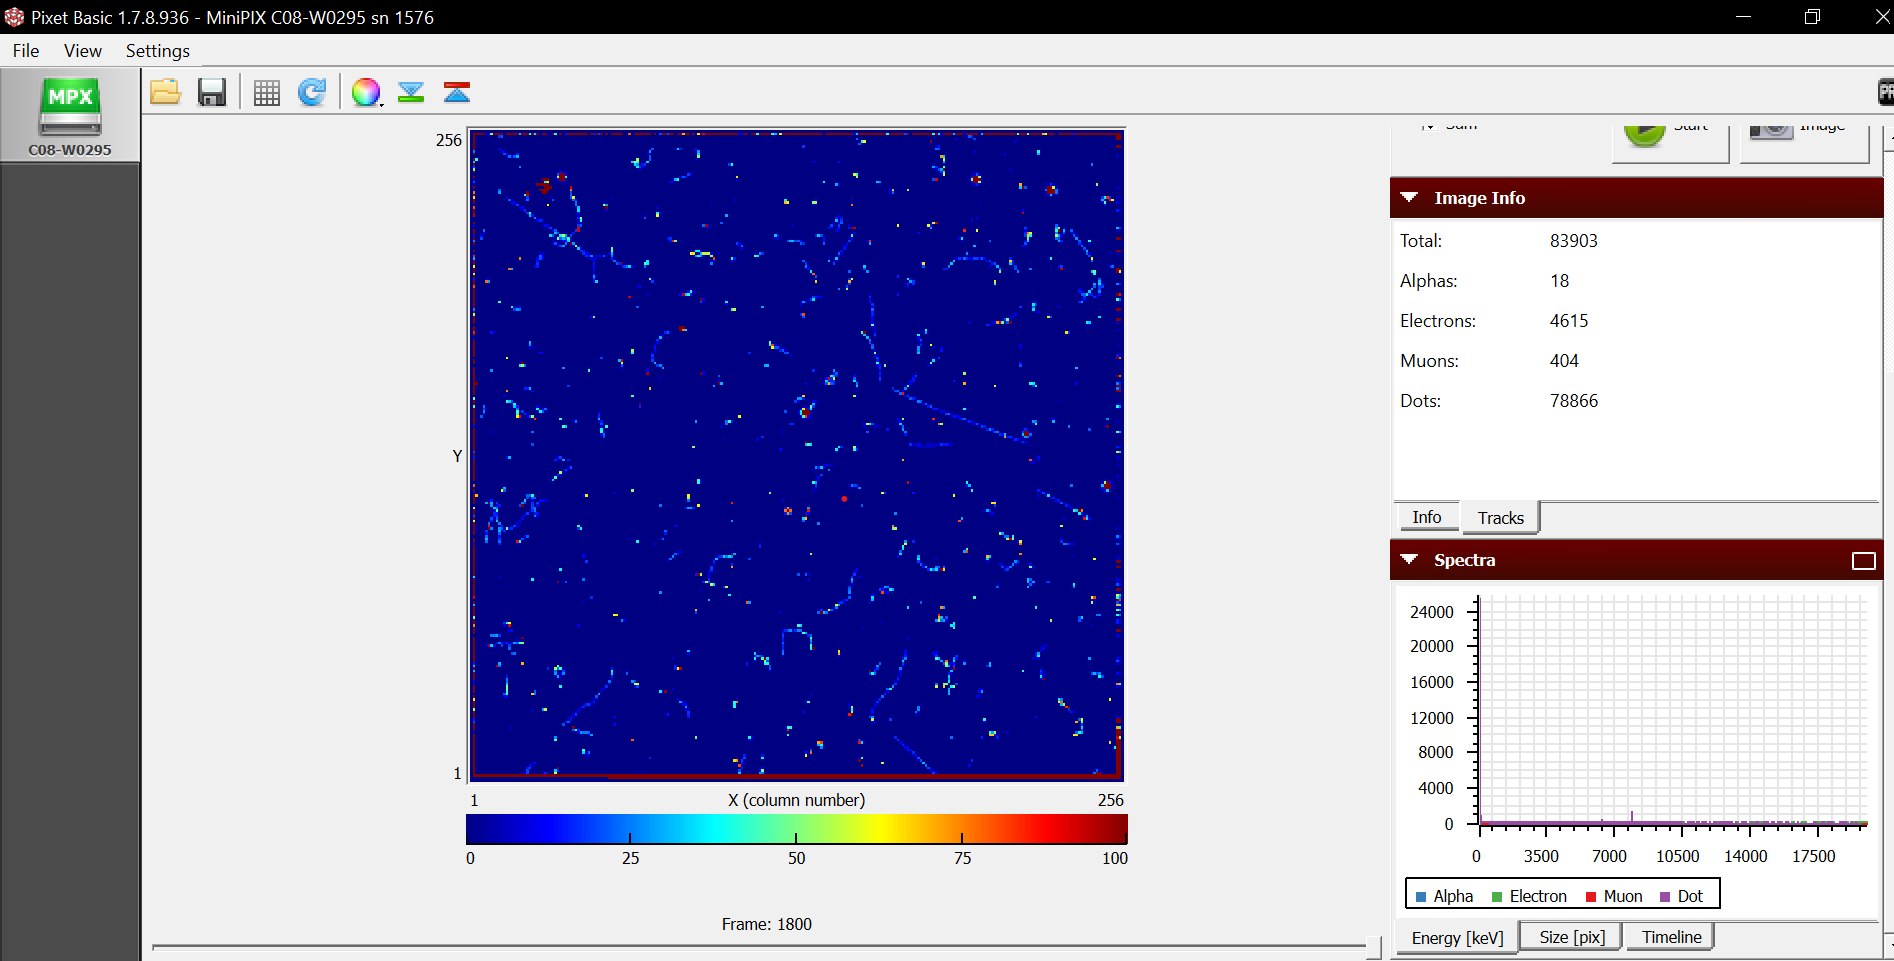 Pixet Basic 1.7.8.936 - MiniPIX C08-W0295 sn 1576
File View Settings
MPX
C08-W0295
256
Y
1
1 X (column number) 256
0 25 50 75 100
Frame: 1800
Sum Start Image
Image Info
Total: 83903
Alphas: 18
Electrons: 4615
Muons: 404
Dots: 78866
Info Tracks
Spectra
24000
20000
16000
12000
8000
4000
0
0 3500 7000 10500 14000 17500
Alpha Electron Muon Dot
Energy [keV] Size [pix] Timeline